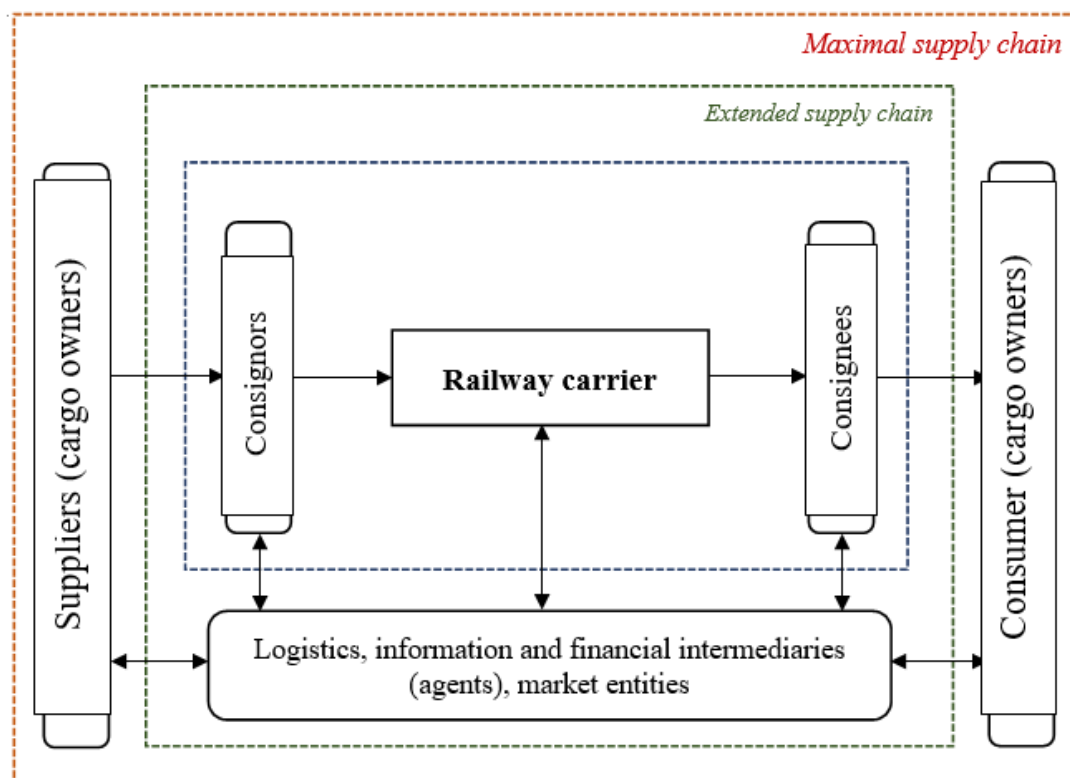 Maximal supply chain
Extended supply chain
Suppliers (cargo owners)
Consignors
Railway carrier
Consignees
Consumer (cargo owners)
Logistics, information and financial intermediaries
(agents), market entities